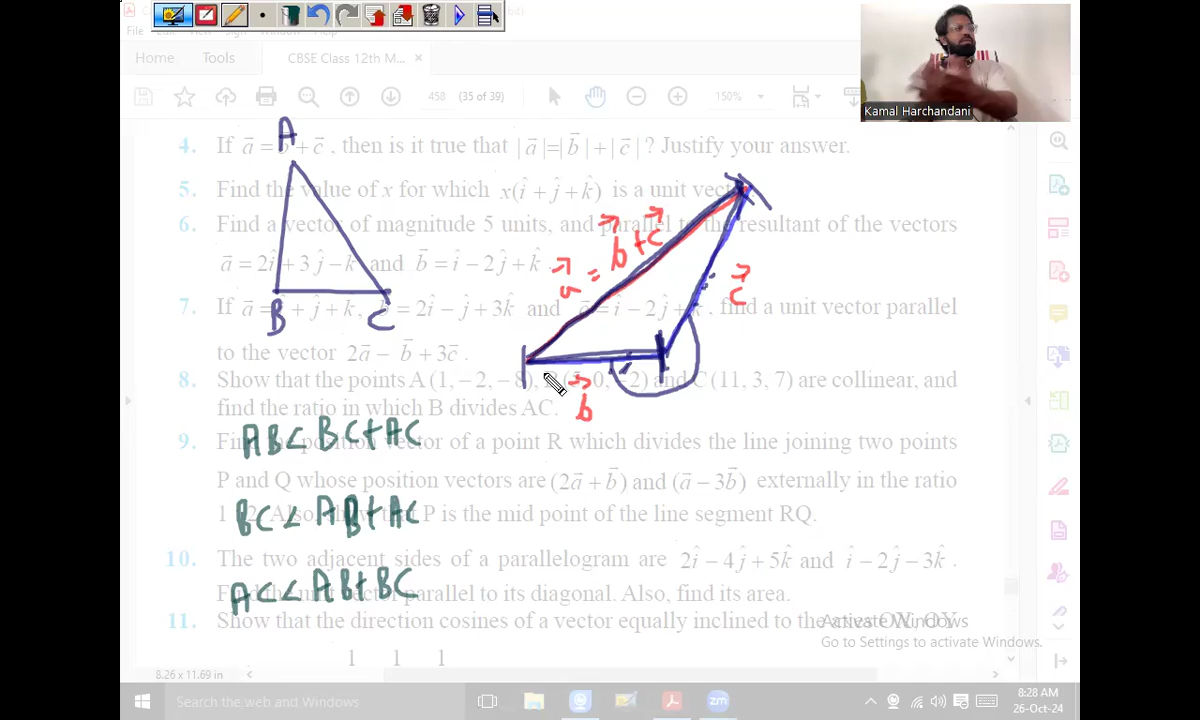 Home Tools CBSE Class 12th M... ×
458 (35 of 39) 150%
Kamal Harchandani
4. If a⃗ = b⃗ + c⃗ , then is it true that | a⃗ |=| b⃗ | + | c⃗ | ? Justify your answer.
5. Find the value of x for which x(î + ĵ + k̂) is a unit vect
6. Find a vector of magnitude 5 units, and parallel to the resultant of the vectors
a⃗ = 2î + 3ĵ − k̂ and b⃗ = î − 2ĵ + k̂
7. If a⃗ = î + ĵ + k̂, = 2î − ĵ + 3k̂ and = î − 2ĵ + k̂ , find a unit vector parallel
to the vector 2a⃗ − b⃗ + 3c⃗ .
8. Show that the points A (1, − 2, − 8), B (5, 0, −2) and C (11, 3, 7) are collinear, and
find the ratio in which B divides AC.
9. Find the position vector of a point R which divides the line joining two points
P and Q whose position vectors are (2a⃗ + b⃗) and (a⃗ − 3b⃗) externally in the ratio
1 : 2. Also, show that P is the mid point of the line segment RQ.
10. The two adjacent sides of a parallelogram are 2î − 4ĵ + 5k̂ and î − 2ĵ − 3k̂ .
Find the unit vector parallel to its diagonal. Also, find its area.
11. Show that the direction cosines of a vector equally inclined to the axes OX, OY
1 1 1
A
B C
a⃗ = b⃗ + c⃗
c⃗
b⃗
AB < BC + AC
BC < AB + AC
AC < AB + BC
Activate Windows
Go to Settings to activate Windows.
8.26 x 11.69 in
Search the web and Windows
zm
8:28 AM
26-Oct-24